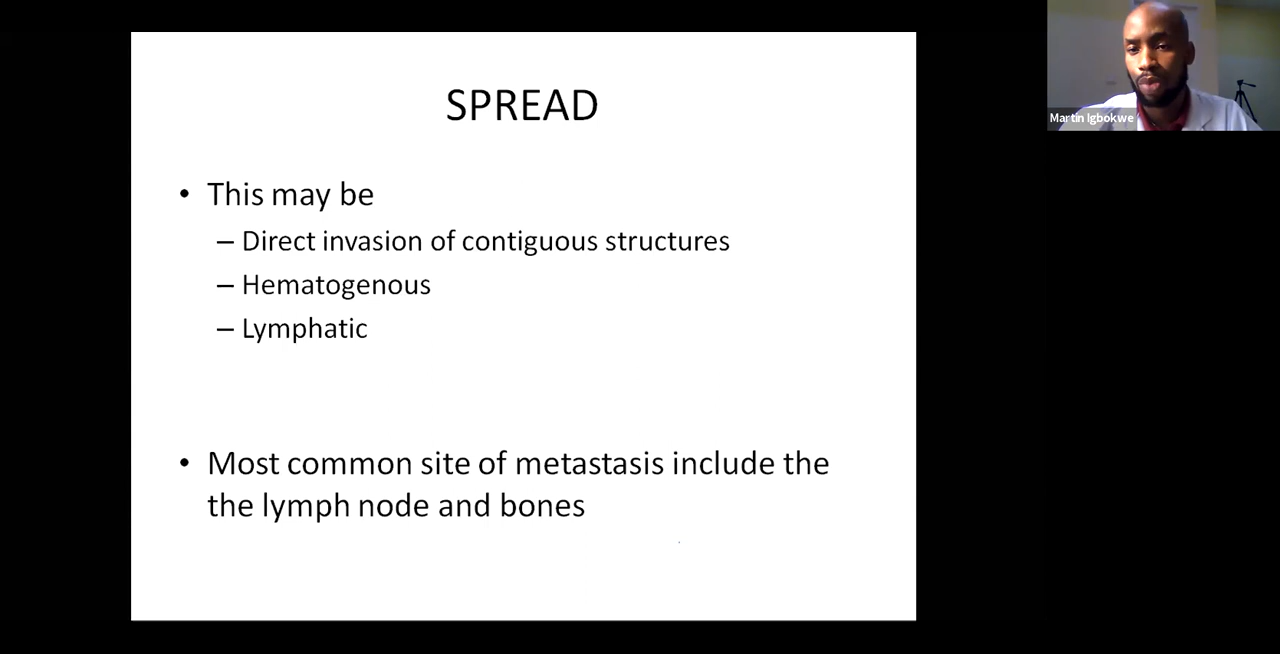 SPREAD
• This may be
– Direct invasion of contiguous structures
– Hematogenous
– Lymphatic
• Most common site of metastasis include the
the lymph node and bones
Martin Igbokwe